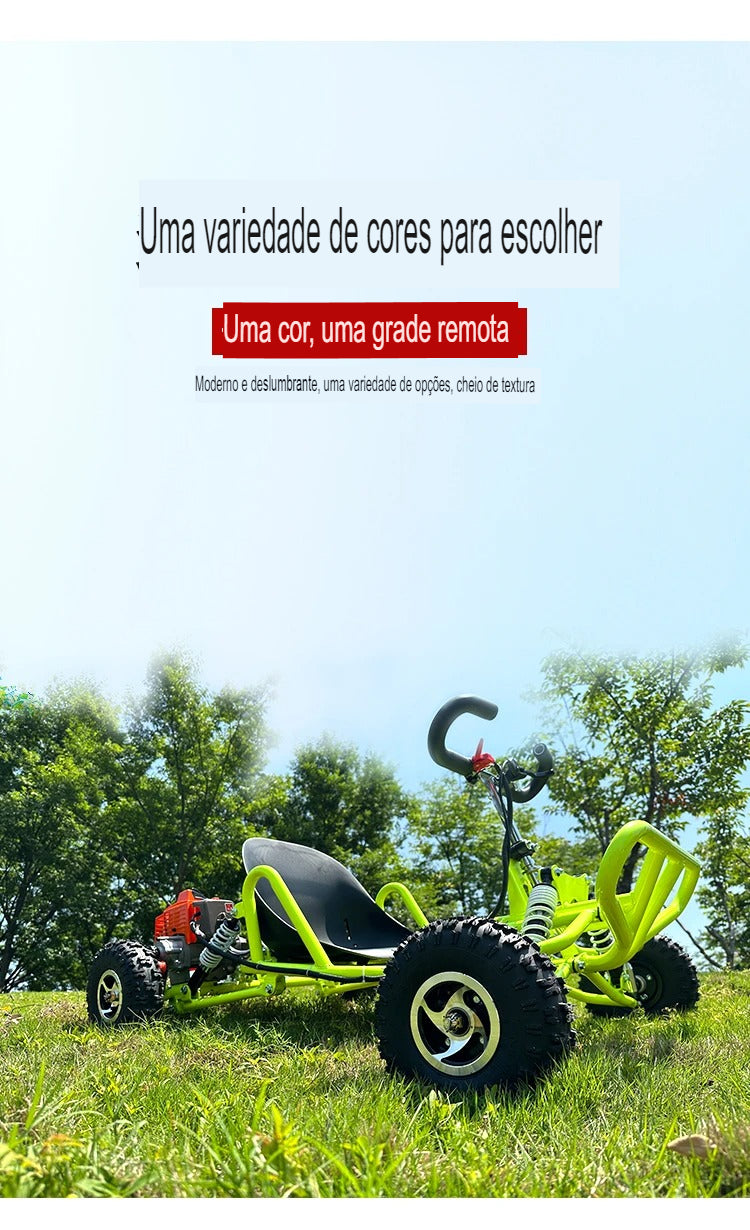 Uma variedade de cores para escolher
Uma cor, uma grade remota
Moderno e deslumbrante, uma variedade de opções, cheio de textura